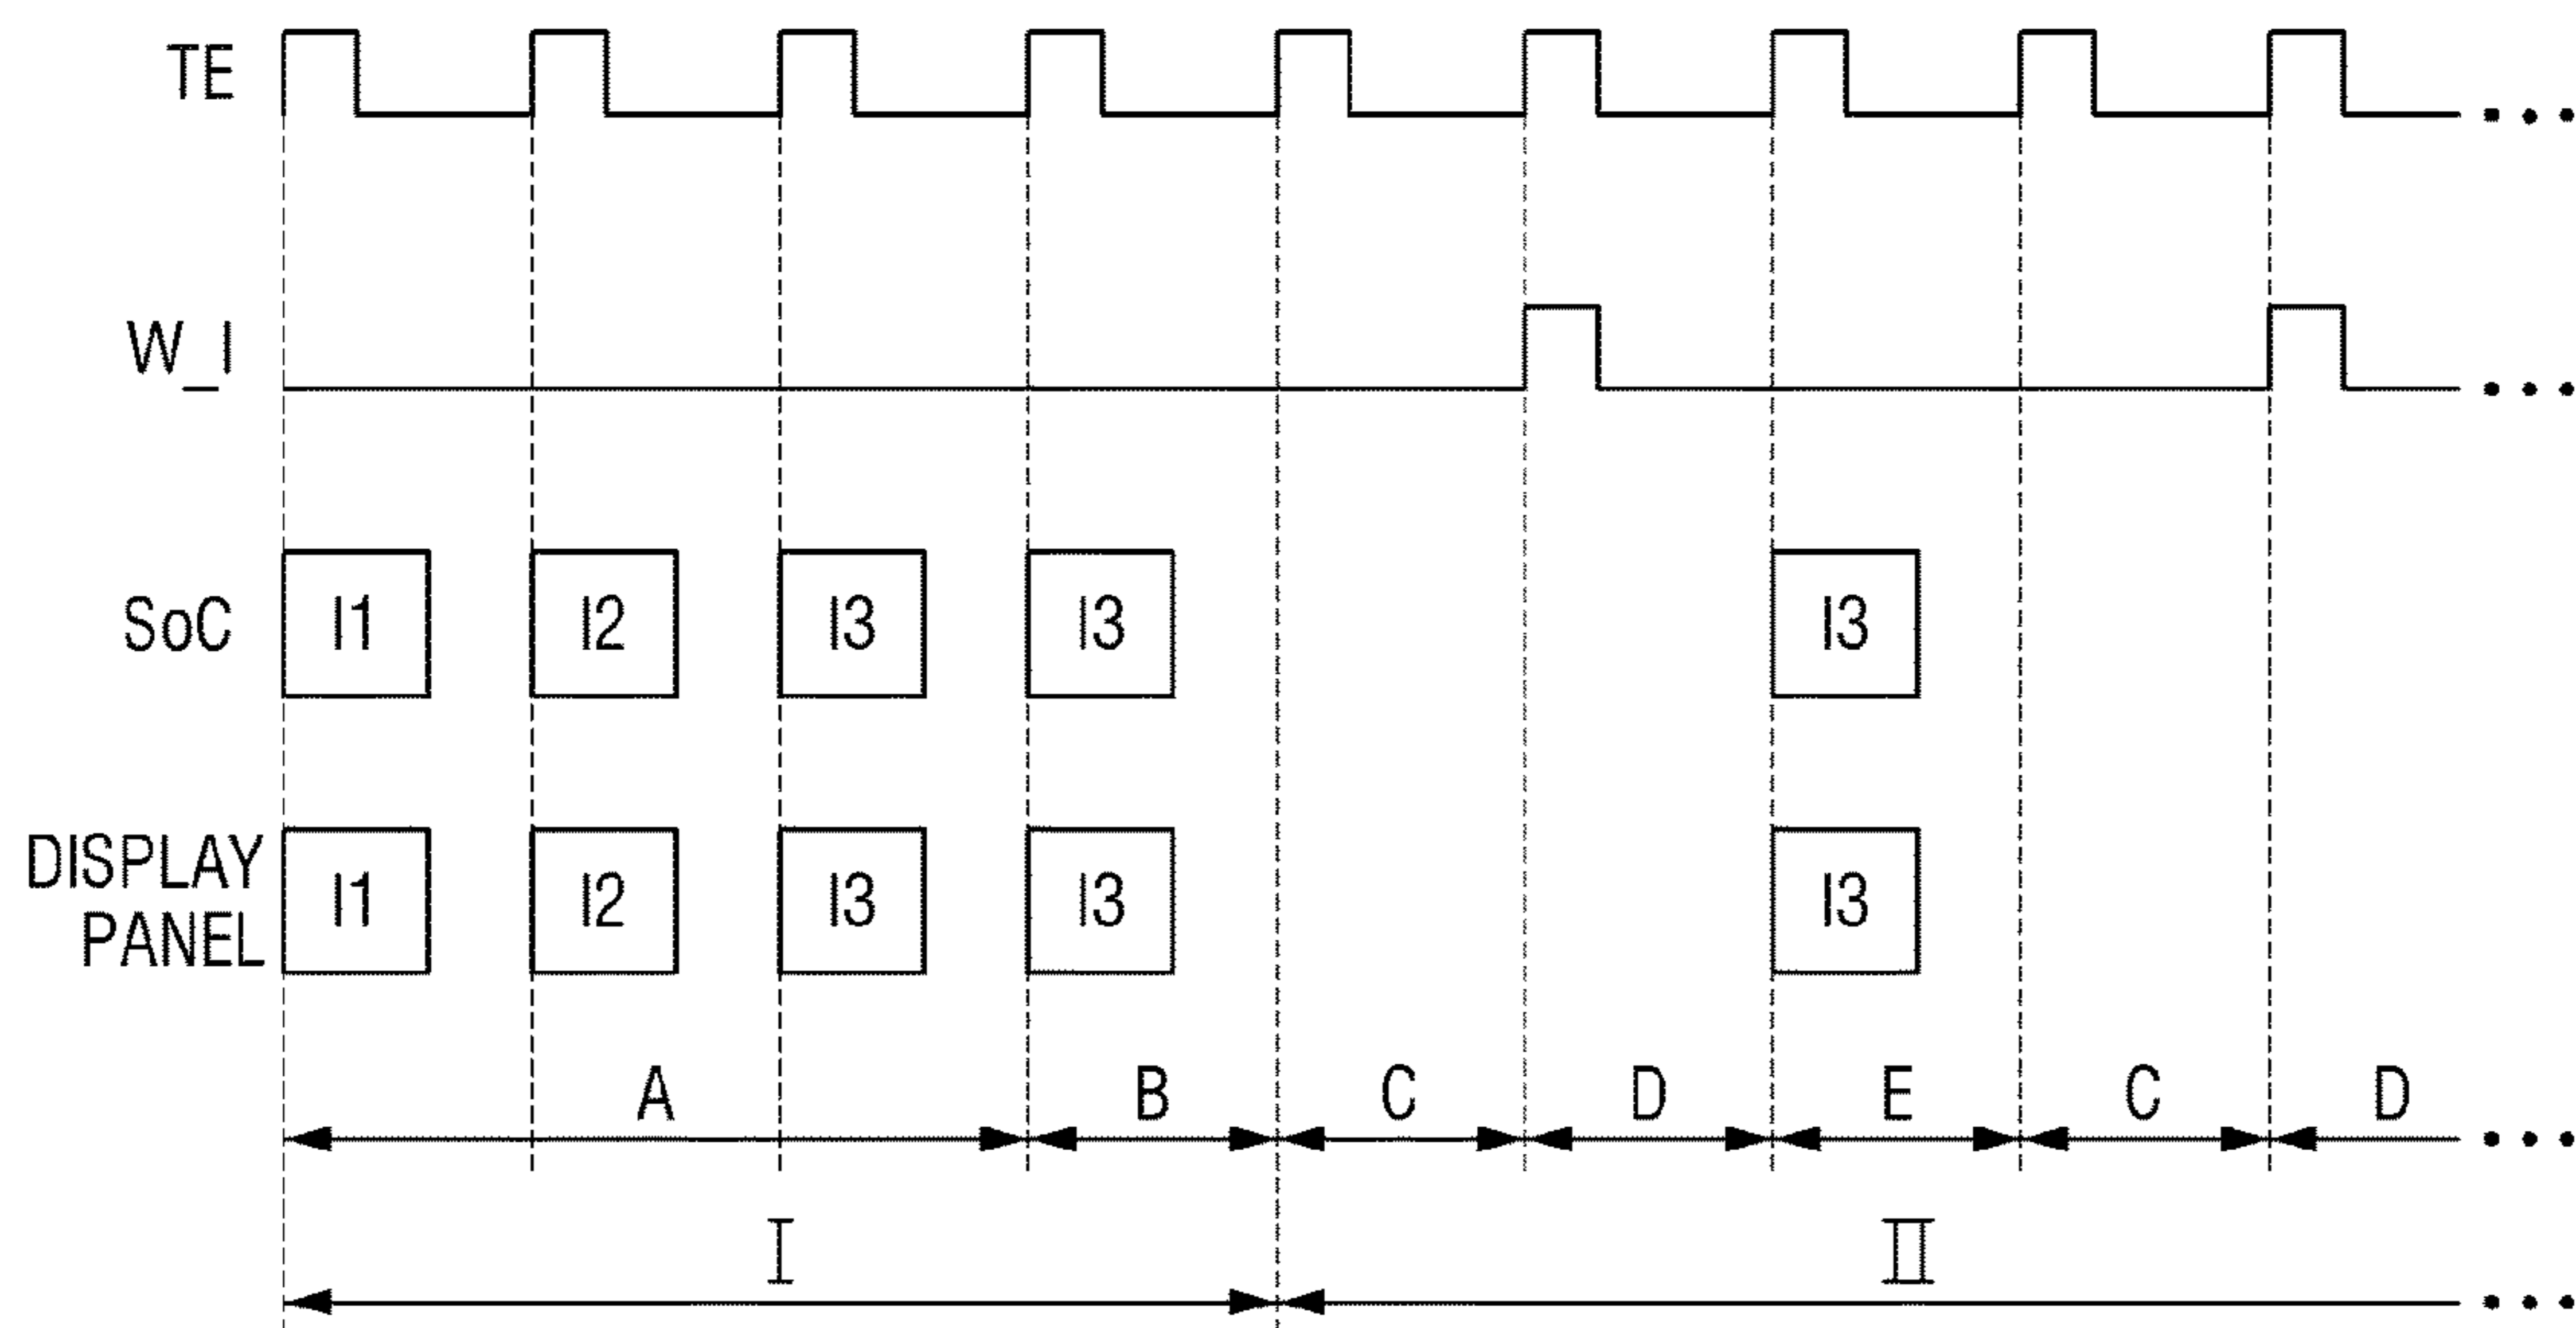 TE
W_I
SoC I1 I2 I3 I3 I3
DISPLAY
PANEL I1 I2 I3 I3 I3
A B C D E C D
I II